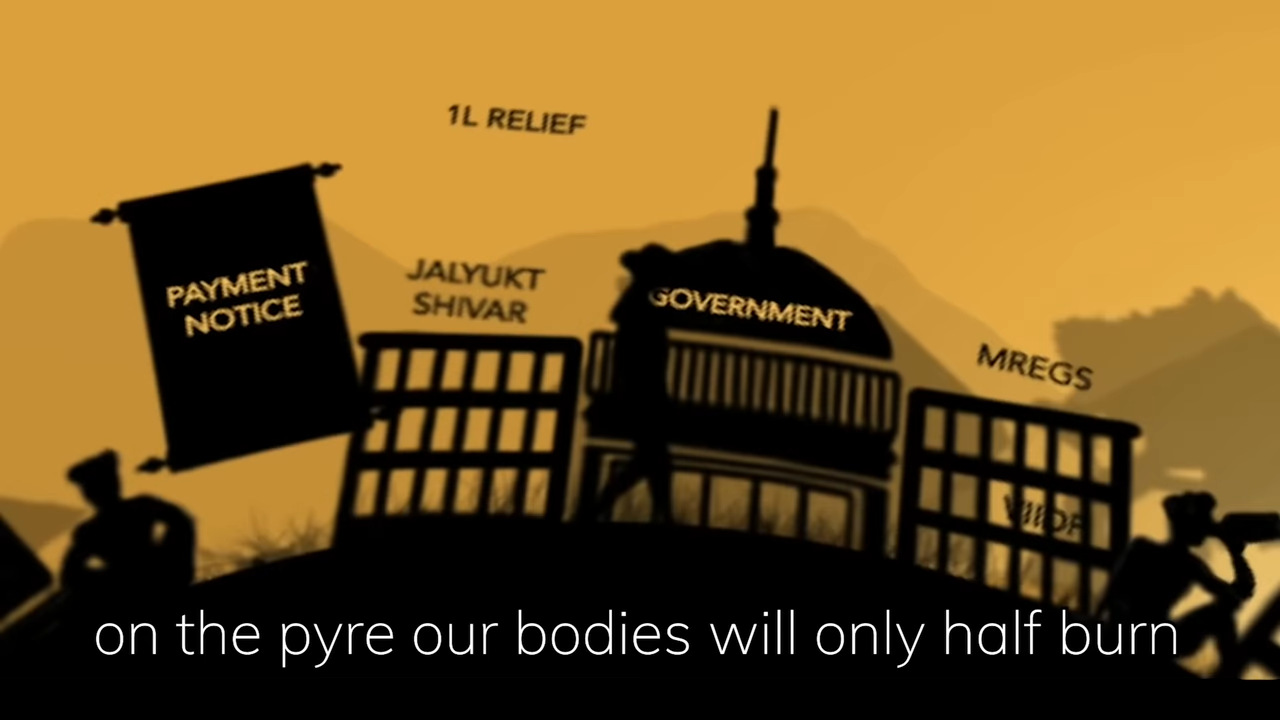 1L RELIEF
PAYMENT
NOTICE
JALYUKT
SHIVAR
GOVERNMENT
MREGS
on the pyre our bodies will only half burn